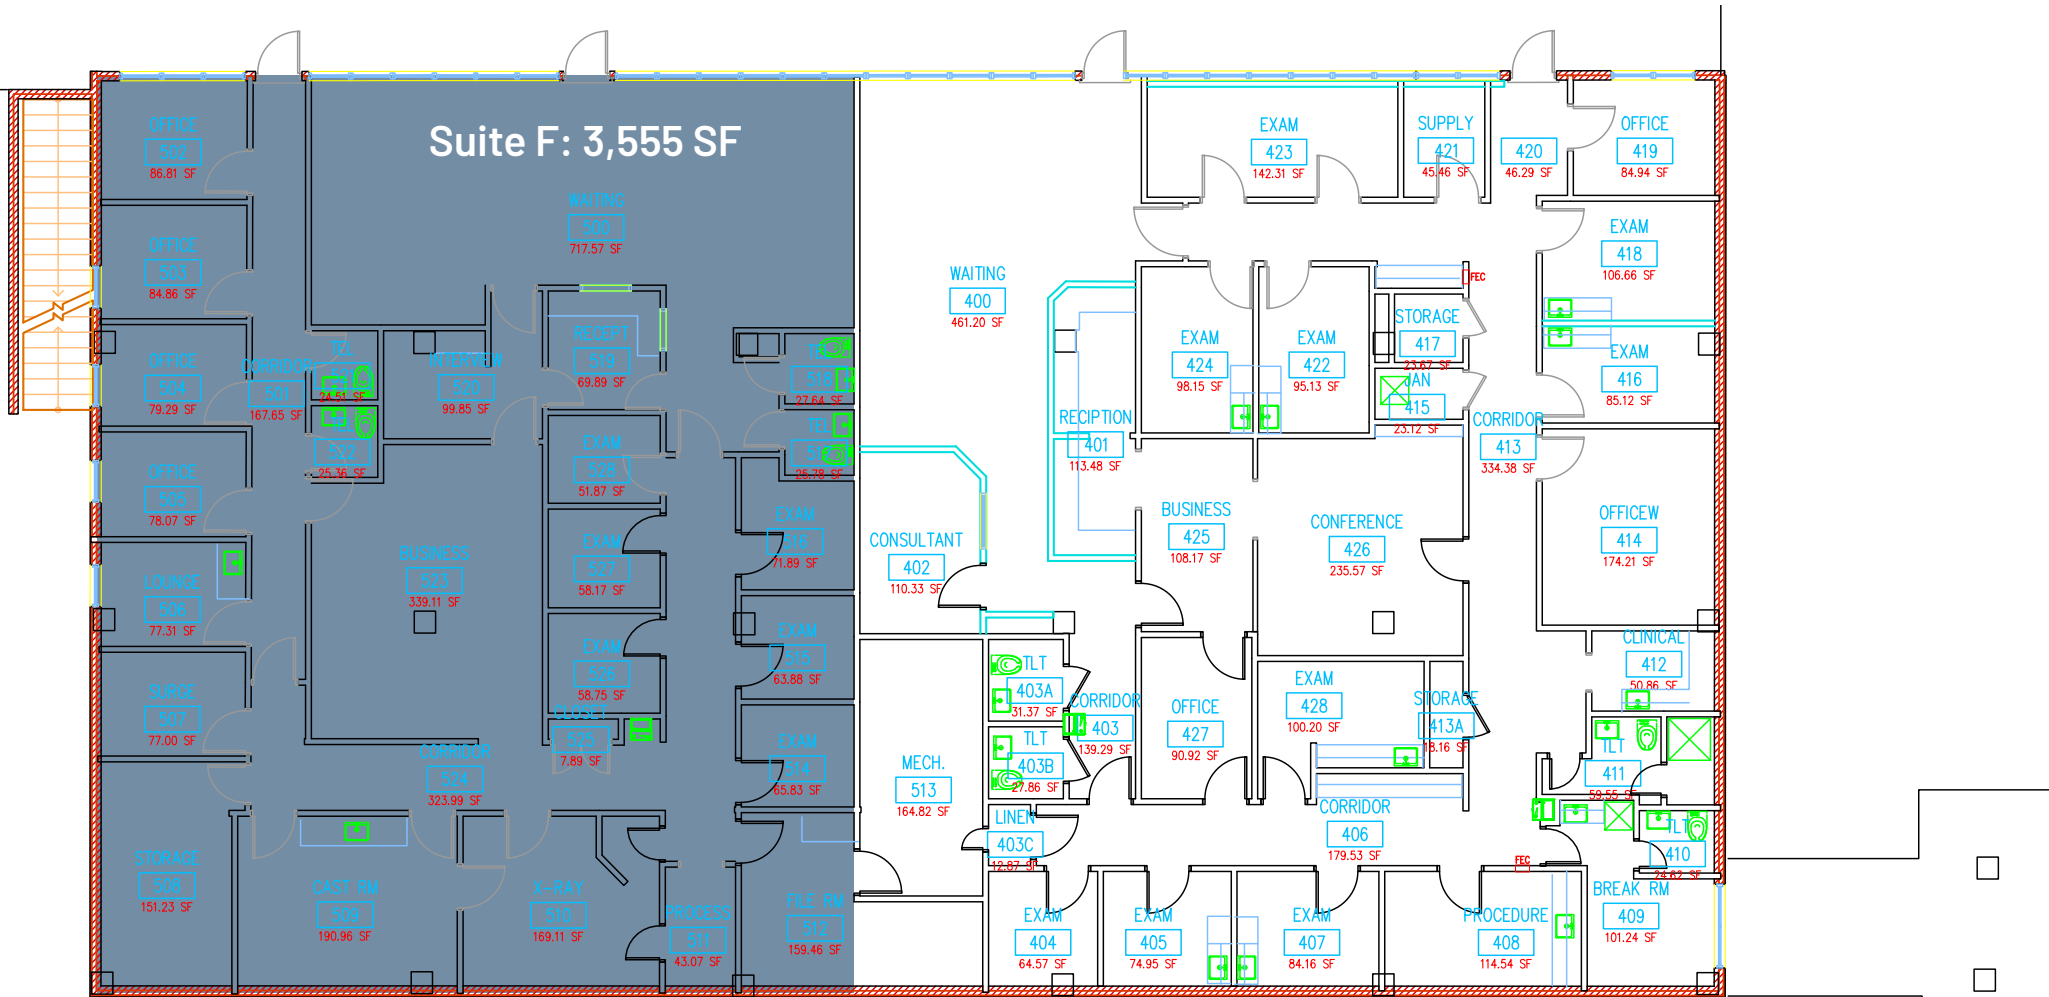 Suite F: 3,555 SF
OFFICE
502
86.81 SF
WAITING
500
717.57 SF
OFFICE
503
84.86 SF
OFFICE
504
79.29 SF
CORRIDOR
501
167.65 SF
24.51 SF
INTERVIEW
520
99.85 SF
RECEPT
519
69.89 SF
518
27.64 SF
522
25.36 SF
26.78 SF
OFFICE
505
78.07 SF
EXAM
528
51.87 SF
EXAM
516
71.89 SF
BUSINESS
523
339.11 SF
EXAM
527
58.17 SF
LOUNGE
506
77.31 SF
EXAM
526
58.75 SF
EXAM
515
63.88 SF
SURGE
507
77.00 SF
CLOSET
525
7.89 SF
CORRIDOR
524
323.99 SF
EXAM
514
65.83 SF
STORAGE
508
151.23 SF
CAST RM
509
190.96 SF
X-RAY
510
169.11 SF
PROCESS
511
43.07 SF
FILE RM
512
159.46 SF
EXAM
423
142.31 SF
SUPPLY
421
45.46 SF
420
46.29 SF
OFFICE
419
84.94 SF
WAITING
400
461.20 SF
EXAM
418
106.66 SF
FEC
EXAM
424
98.15 SF
EXAM
422
95.13 SF
STORAGE
417
23.67 SF
EXAM
416
85.12 SF
JAN
415
23.12 SF
RECIPTION
401
113.48 SF
CORRIDOR
413
334.38 SF
CONSULTANT
402
110.33 SF
BUSINESS
425
108.17 SF
CONFERENCE
426
235.57 SF
OFFICEW
414
174.21 SF
CLINICAL
412
50.86 SF
TLT
403A
31.37 SF
CORRIDOR
403
139.29 SF
OFFICE
427
90.92 SF
EXAM
428
100.20 SF
STORAGE
413A
18.16 SF
MECH.
513
164.82 SF
TLT
403B
27.86 SF
TLT
411
59.55 SF
LINEN
403C
12.87 SF
CORRIDOR
406
179.53 SF
TLT
410
24.62 SF
FEC
EXAM
404
64.57 SF
EXAM
405
74.95 SF
EXAM
407
84.16 SF
PROCEDURE
408
114.54 SF
BREAK RM
409
101.24 SF